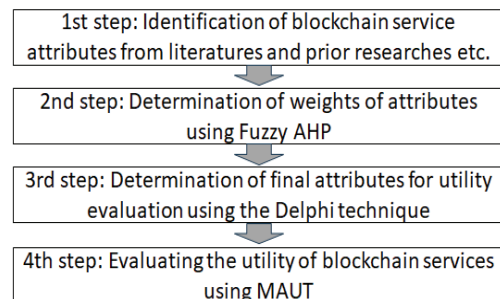 1st step: Identification of blockchain service
attributes from literatures and prior researches etc.
2nd step: Determination of weights of attributes
using Fuzzy AHP
3rd step: Determination of final attributes for utility
evaluation using the Delphi technique
4th step: Evaluating the utility of blockchain services
using MAUT